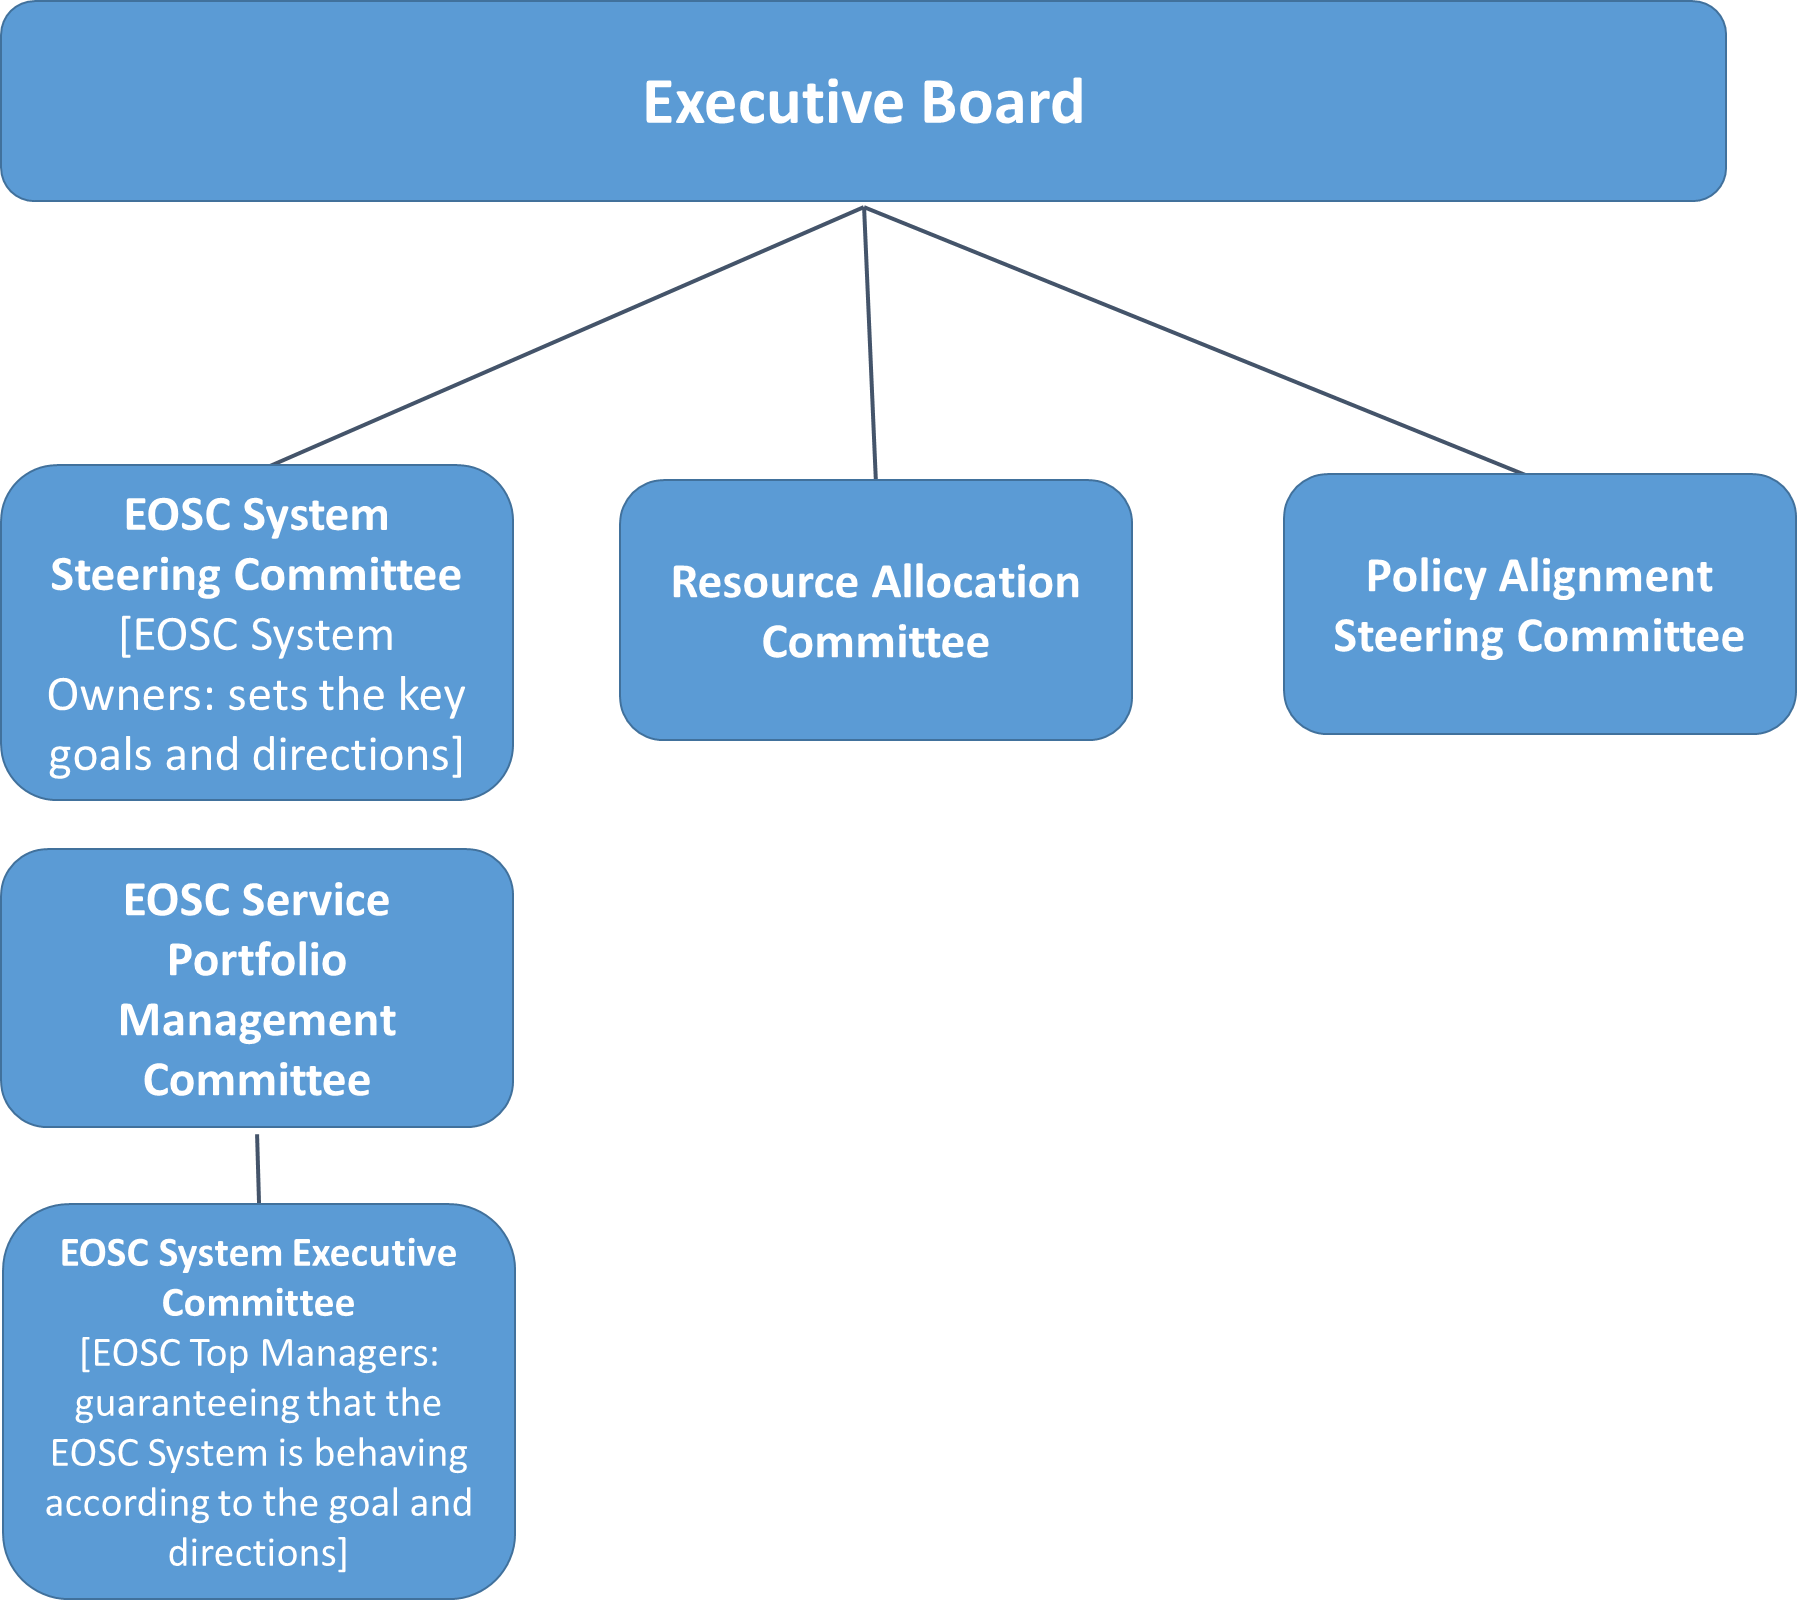 Executive Board
EOSC System
Steering Committee
[EOSC System
Owners: sets the key
goals and directions]
Resource Allocation
Committee
Policy Alignment
Steering Committee
EOSC Service
Portfolio
Management
Committee
EOSC System Executive
Committee
[EOSC Top Managers:
guaranteeing that the
EOSC System is behaving
according to the goal and
directions]